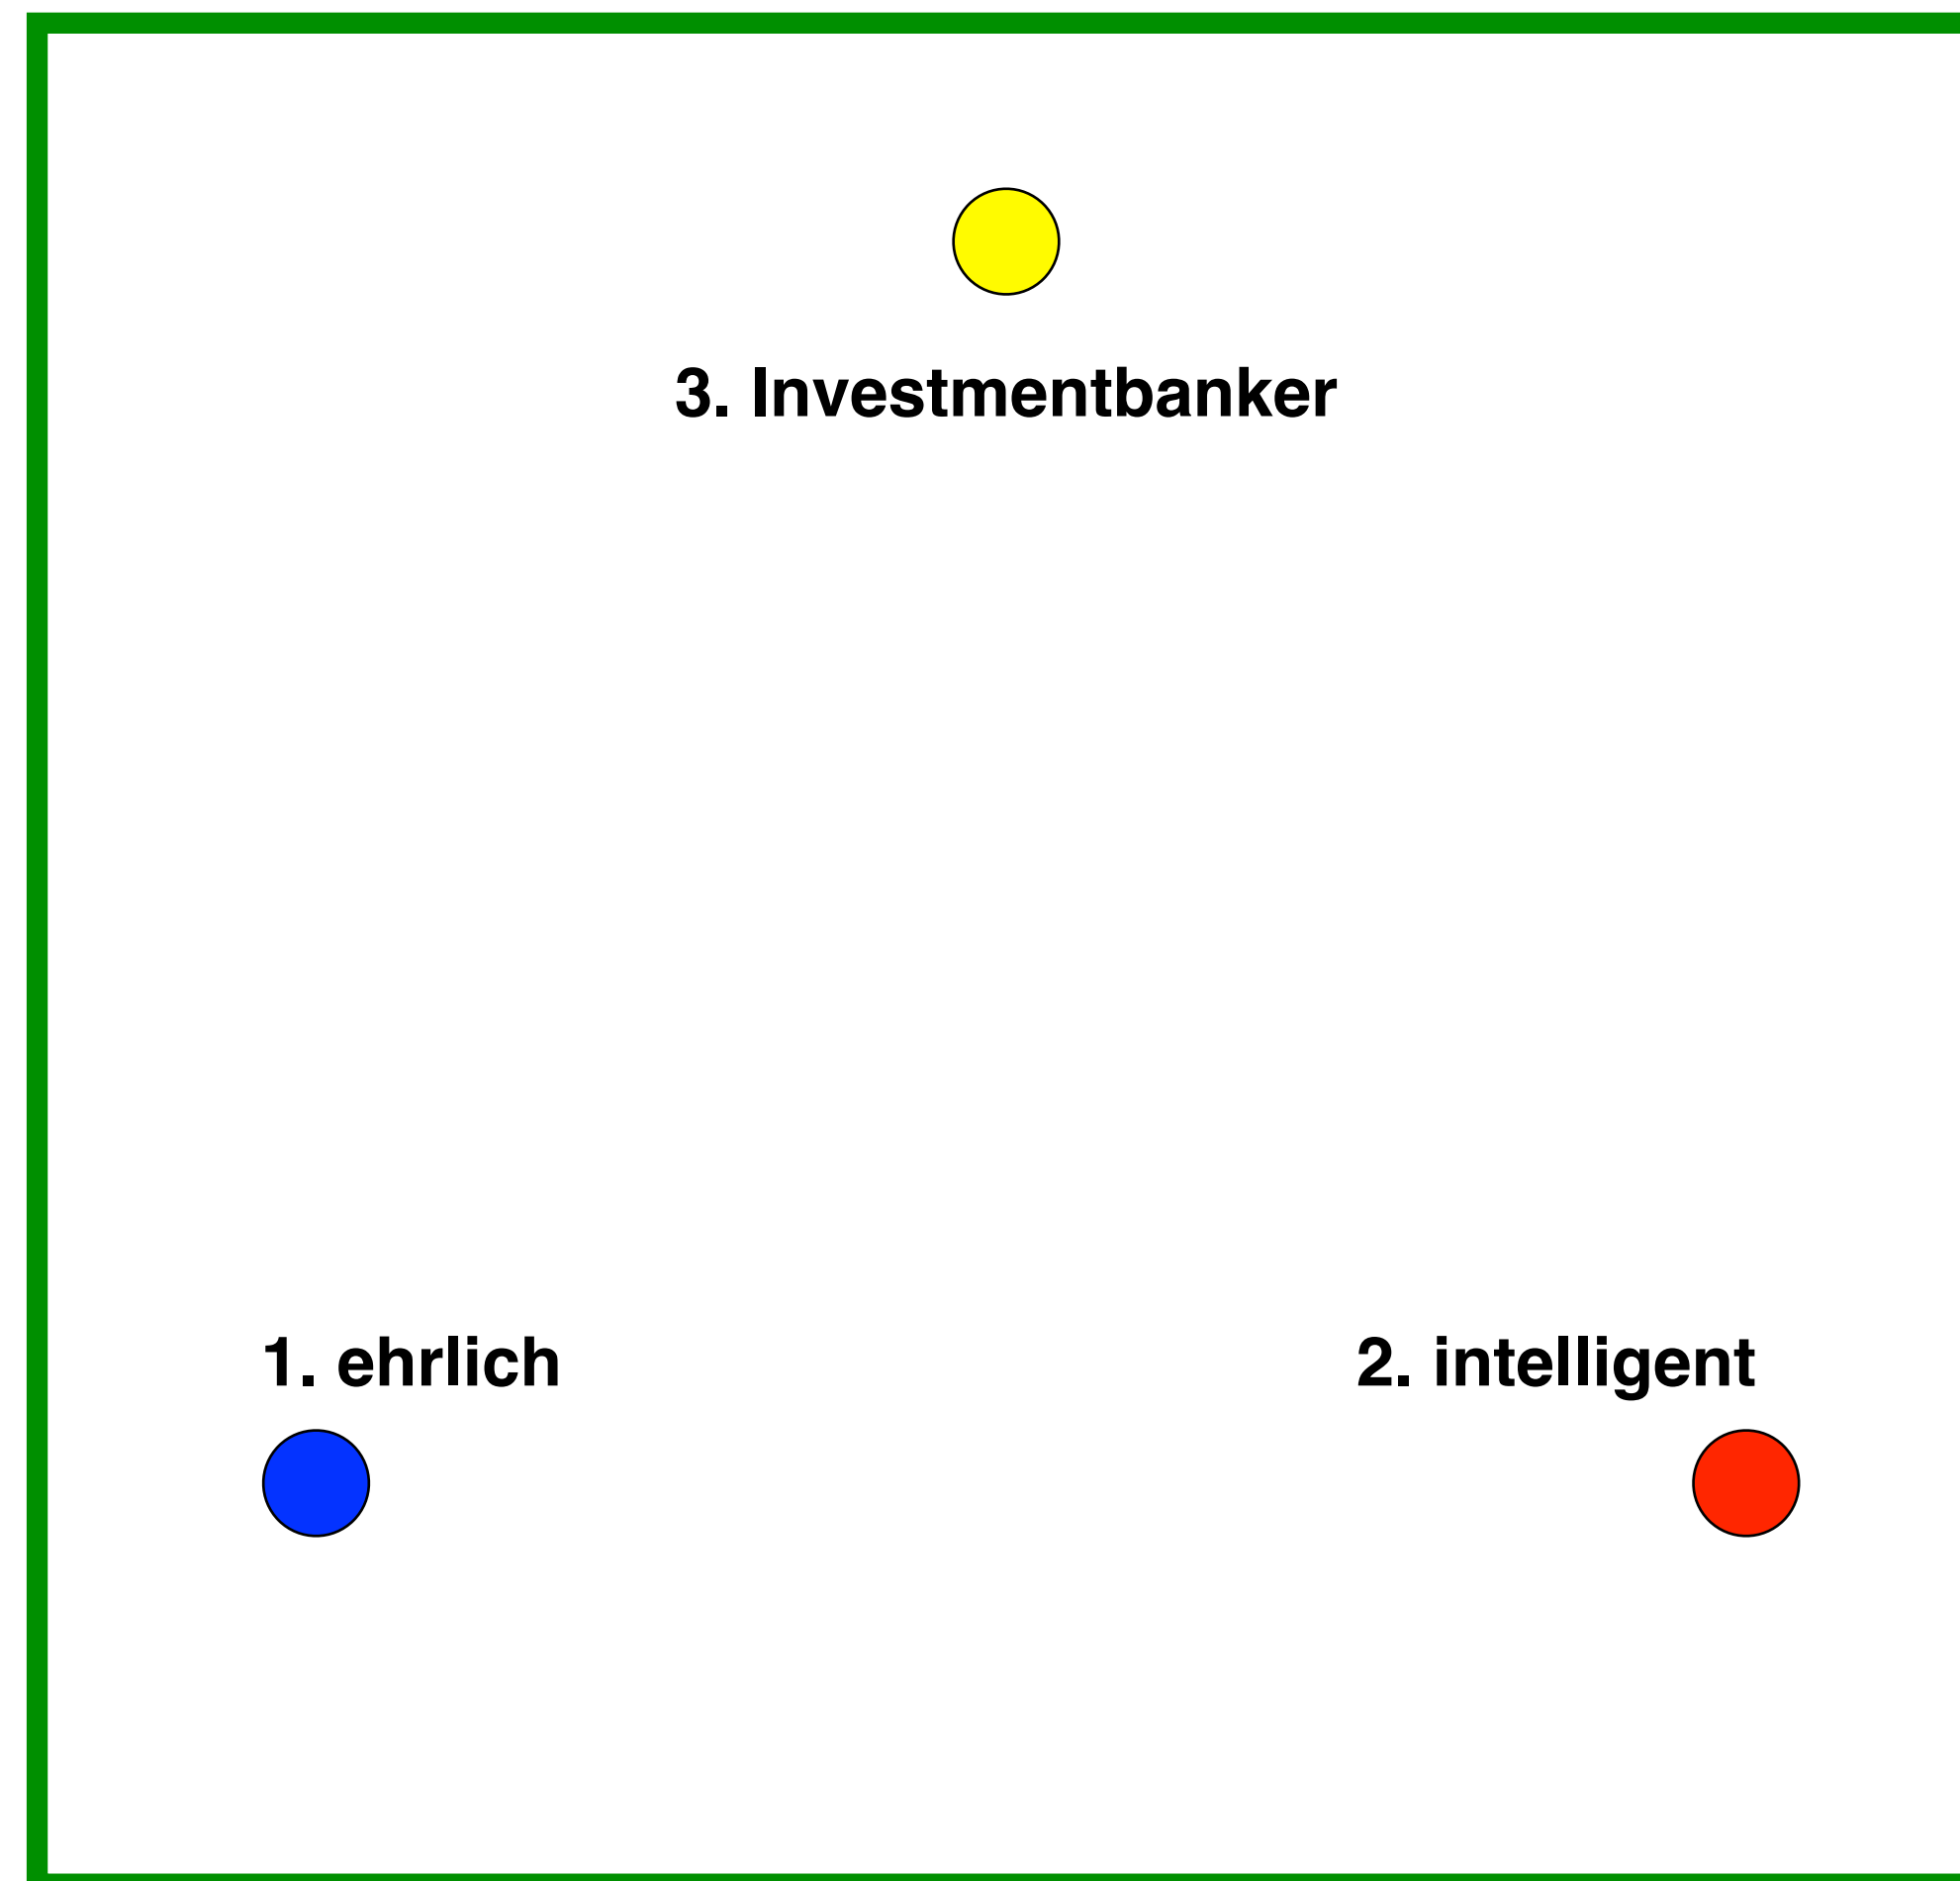 3. Investmentbanker
1. ehrlich
2. intelligent